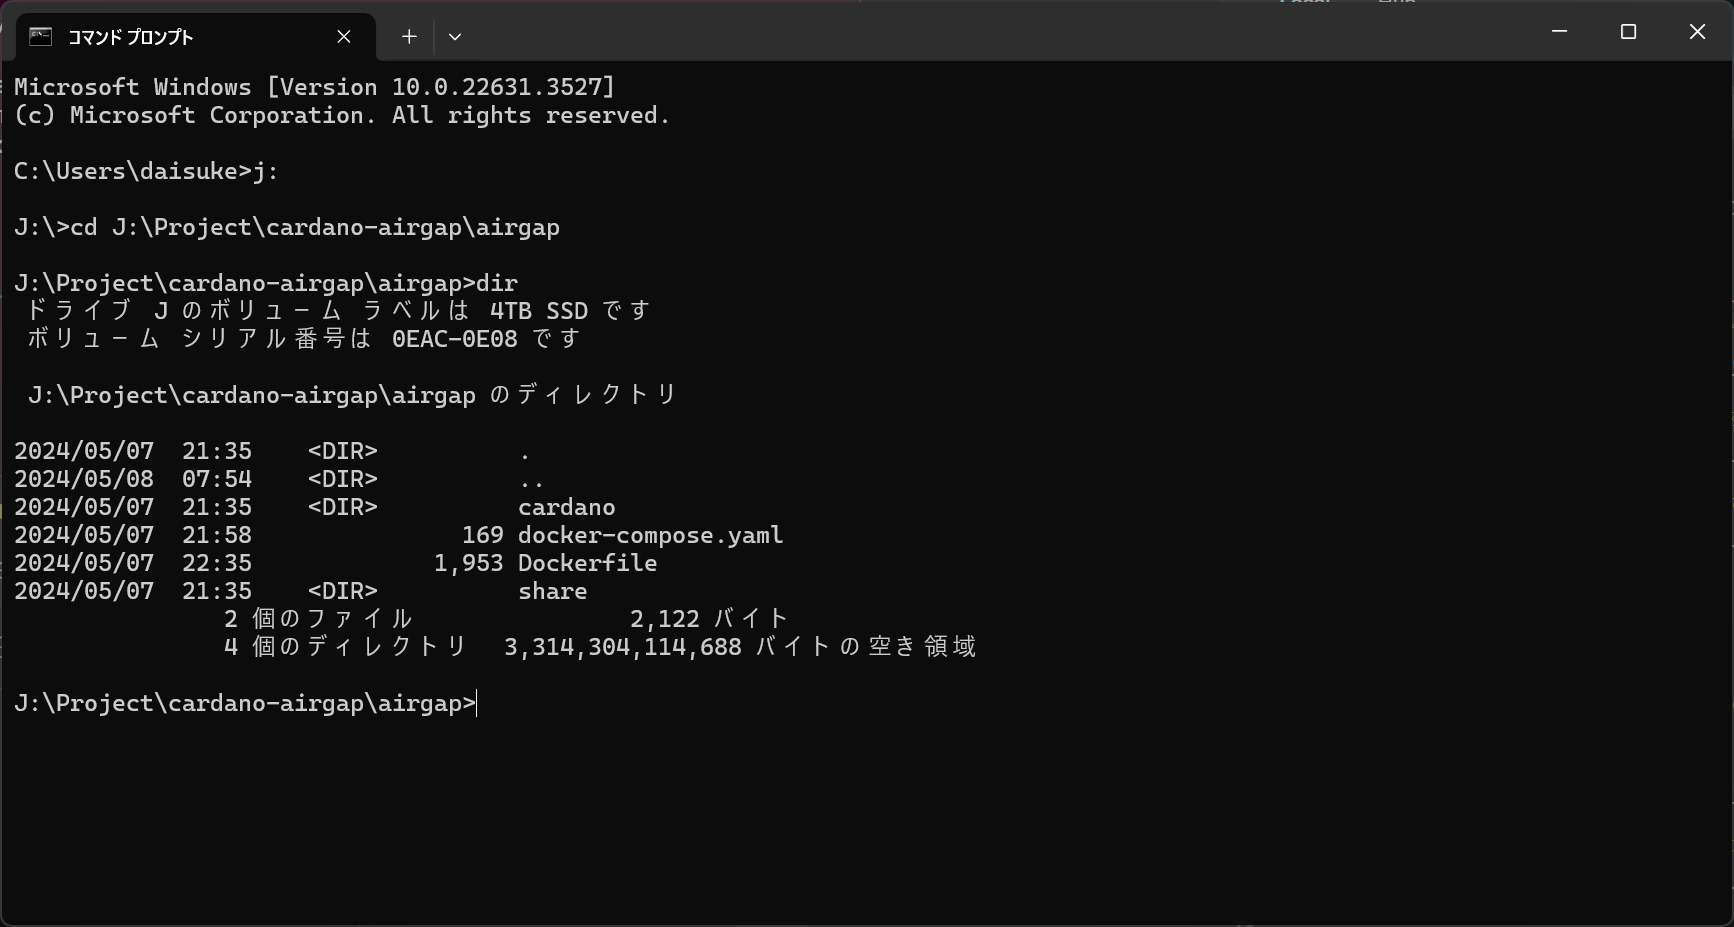 コマンド プロンプト
Microsoft Windows [Version 10.0.22631.3527]
(c) Microsoft Corporation. All rights reserved.
C:\Users\daisuke>j:
J:\>cd J:\Project\cardano-airgap\airgap
J:\Project\cardano-airgap\airgap>dir
ドライブ J のボリューム ラベルは 4TB SSD です
ボリューム シリアル番号は 0EAC-0E08 です
J:\Project\cardano-airgap\airgap のディレクトリ
2024/05/07  21:35    <DIR>          .
2024/05/08  07:54    <DIR>          ..
2024/05/07  21:35    <DIR>          cardano
2024/05/07  21:58               169 docker-compose.yaml
2024/05/07  22:35             1,953 Dockerfile
2024/05/07  21:35    <DIR>          share
2 個のファイル               2,122 バイト
4 個のディレクトリ  3,314,304,114,688 バイトの空き領域
J:\Project\cardano-airgap\airgap>